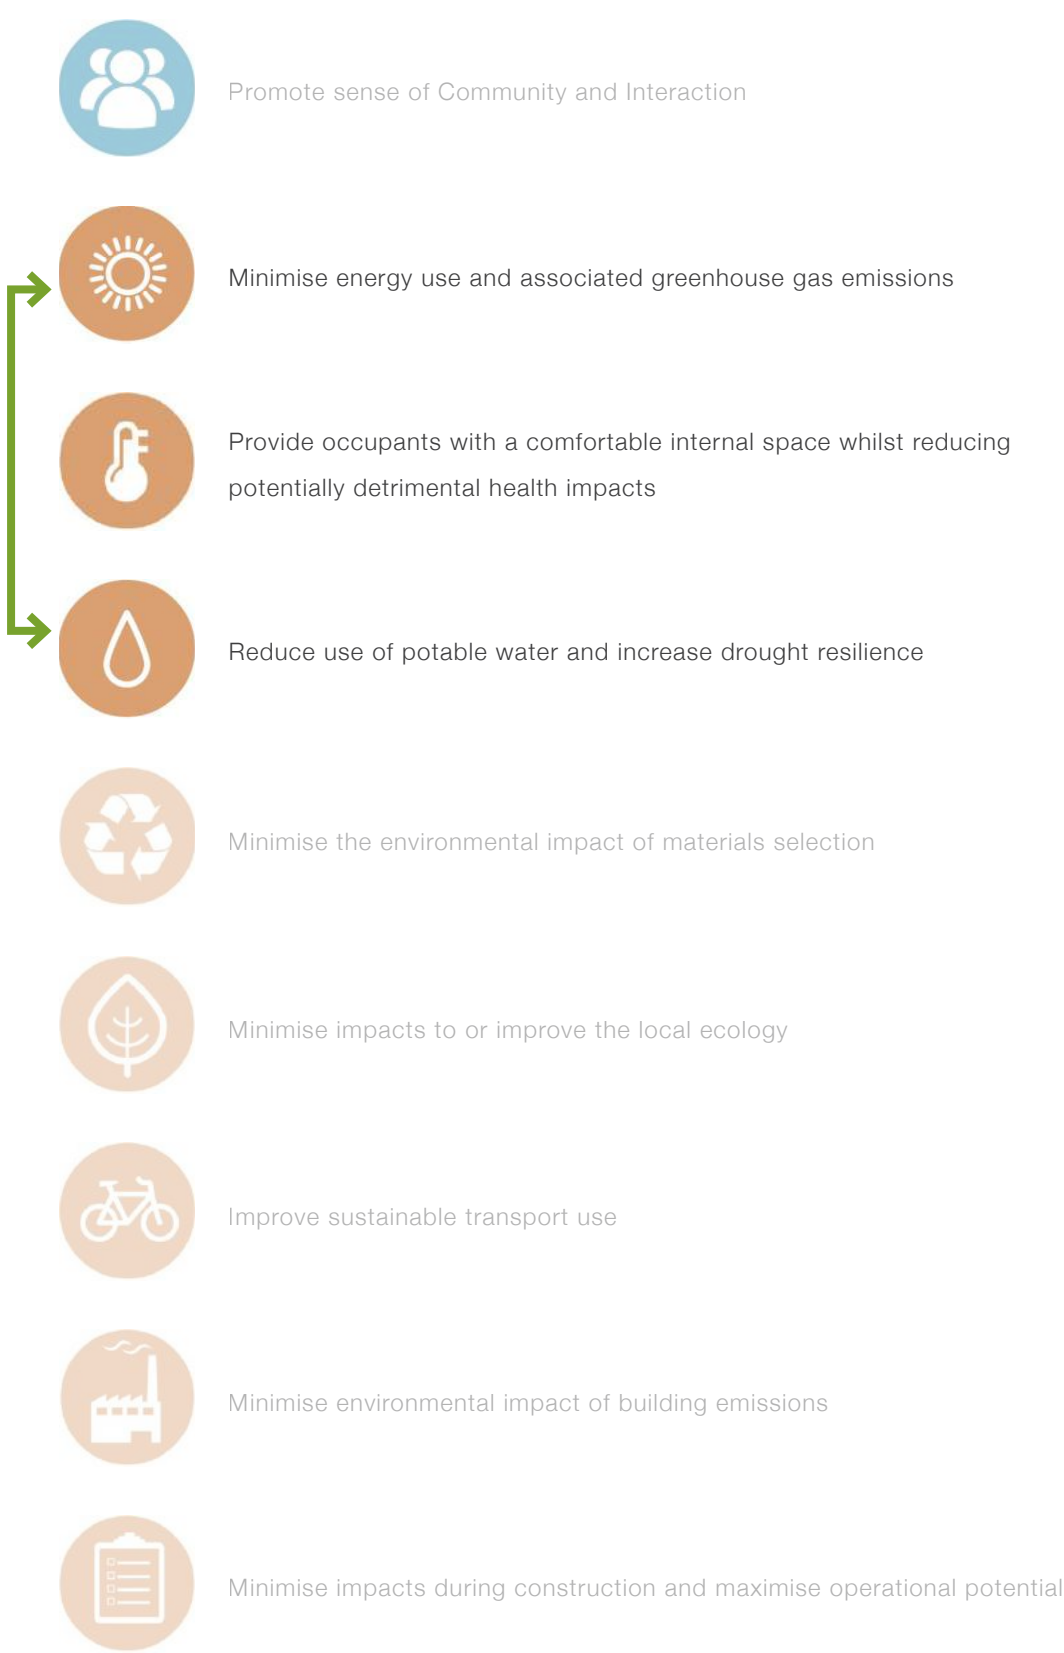 Promote sense of Community and Interaction
Minimise energy use and associated greenhouse gas emissions
Provide occupants with a comfortable internal space whilst reducing
potentially detrimental health impacts
Reduce use of potable water and increase drought resilience
Minimise the environmental impact of materials selection
Minimise impacts to or improve the local ecology
Improve sustainable transport use
Minimise environmental impact of building emissions
Minimise impacts during construction and maximise operational potential